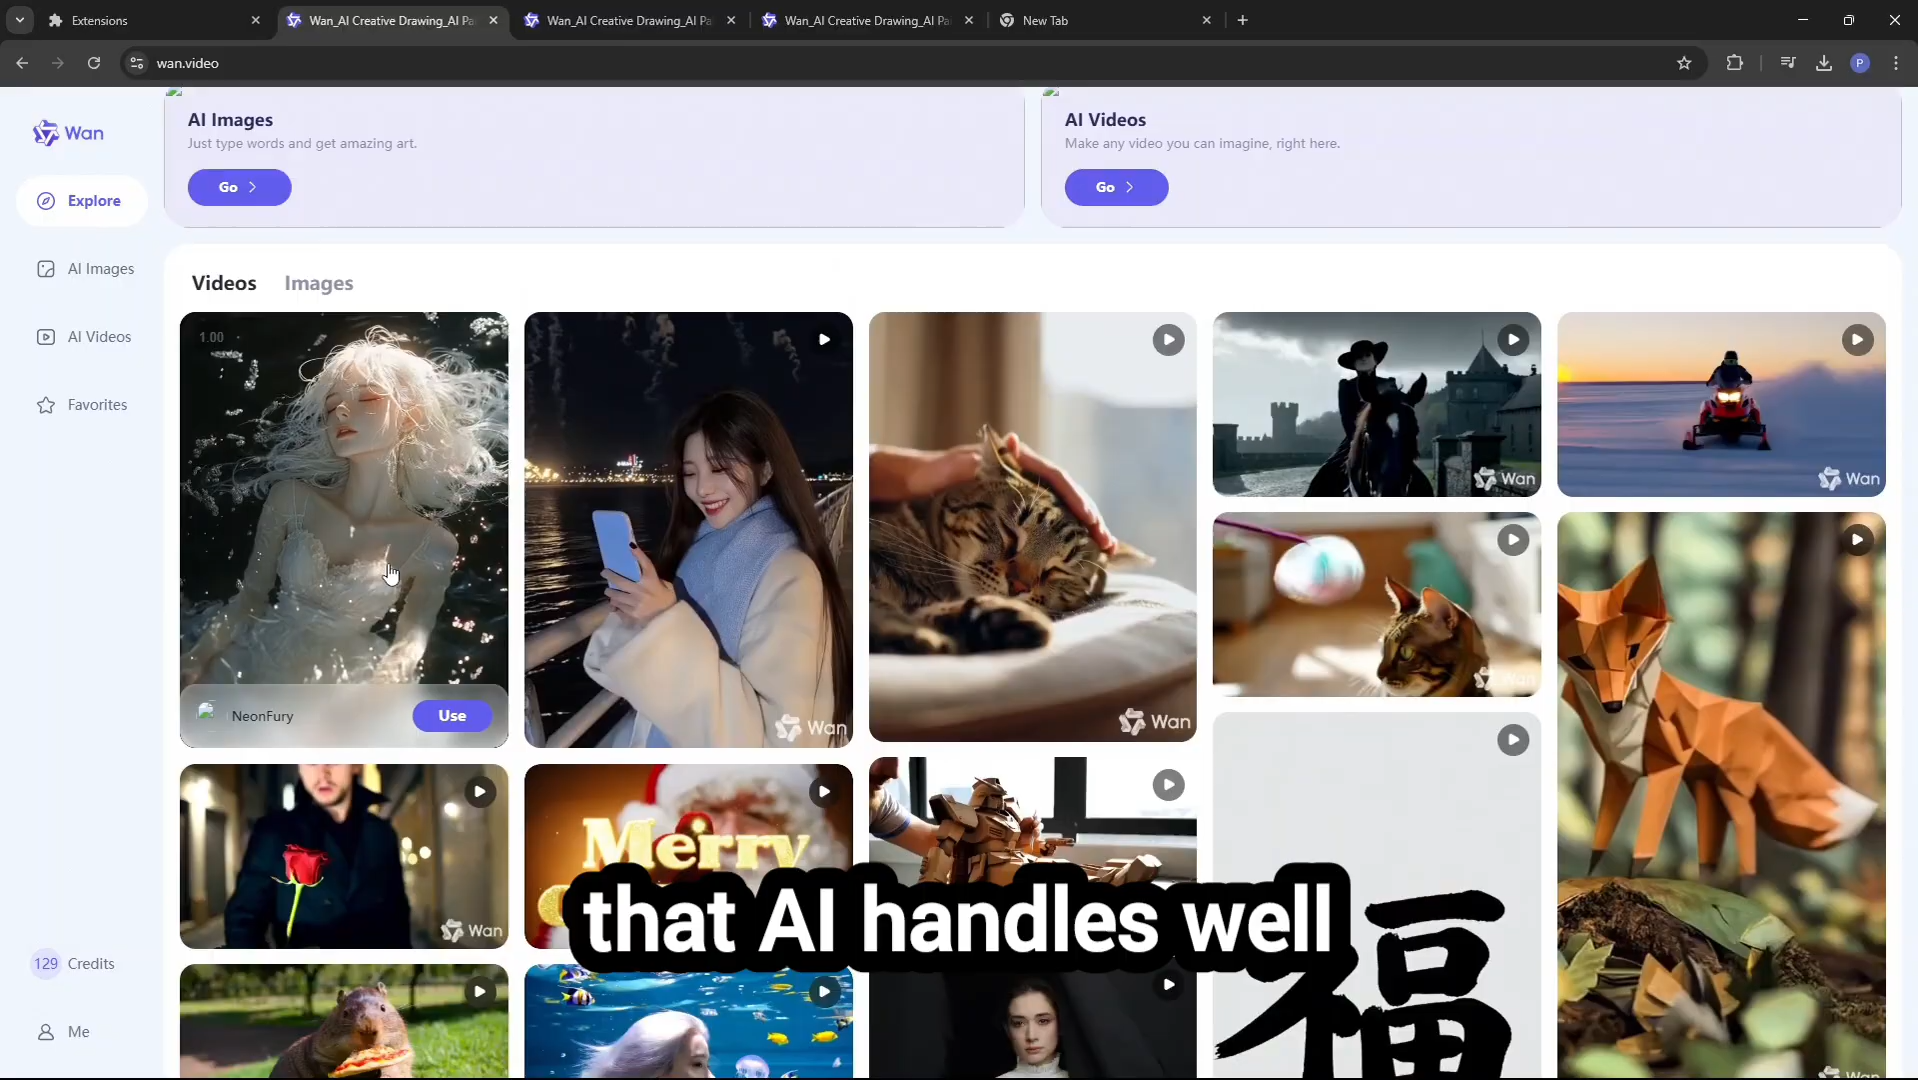 Extensions
Wan_AI Creative Drawing_AI Pa
Wan_AI Creative Drawing_AI Pa
Wan_AI Creative Drawing_AI Pa
New Tab
wan.video
P
Wan
Explore
AI Images
AI Videos
Favorites
129 Credits
Me
AI Images
Just type words and get amazing art.
Go
AI Videos
Make any video you can imagine, right here.
Go
Videos
Images
1.00
NeonFury
Use
Wan
Wan
Wan
Wan
Wan
Wan
Merry
福
Wan
that AI handles well